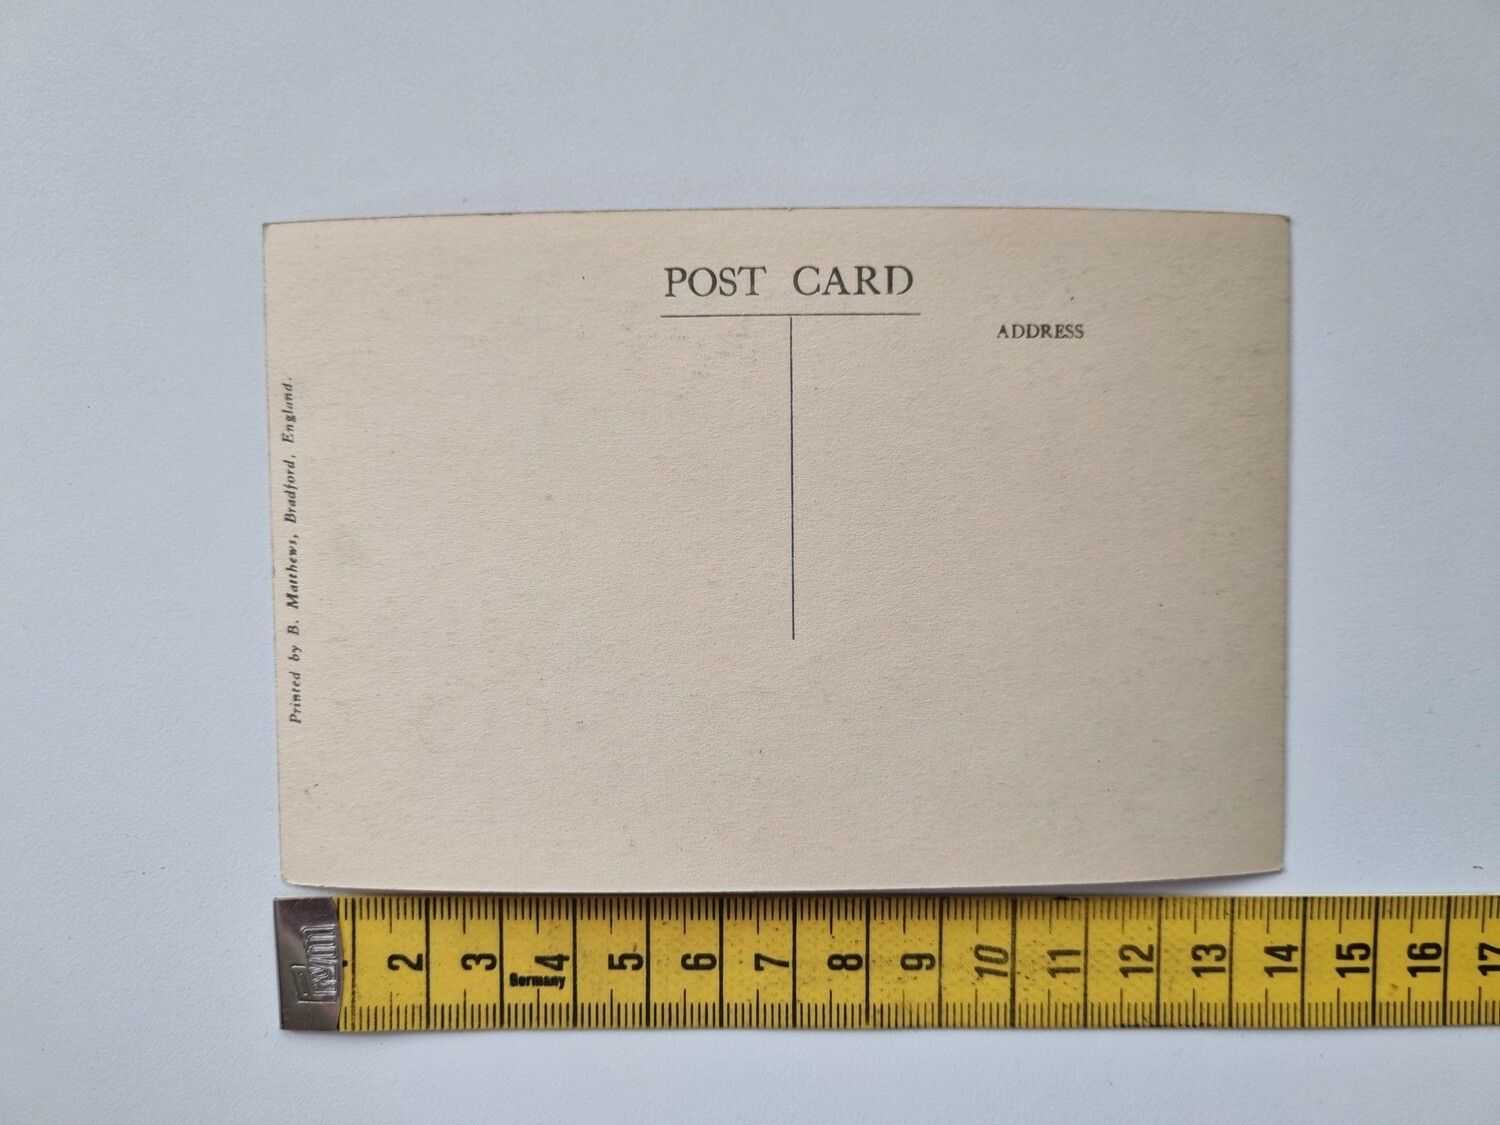 POST CARD
ADDRESS
Printed by B. Matthews, Bradford, England.
2 3 4 5 6 7 8 9 10 11 12 13 14 15 16 17
Germany